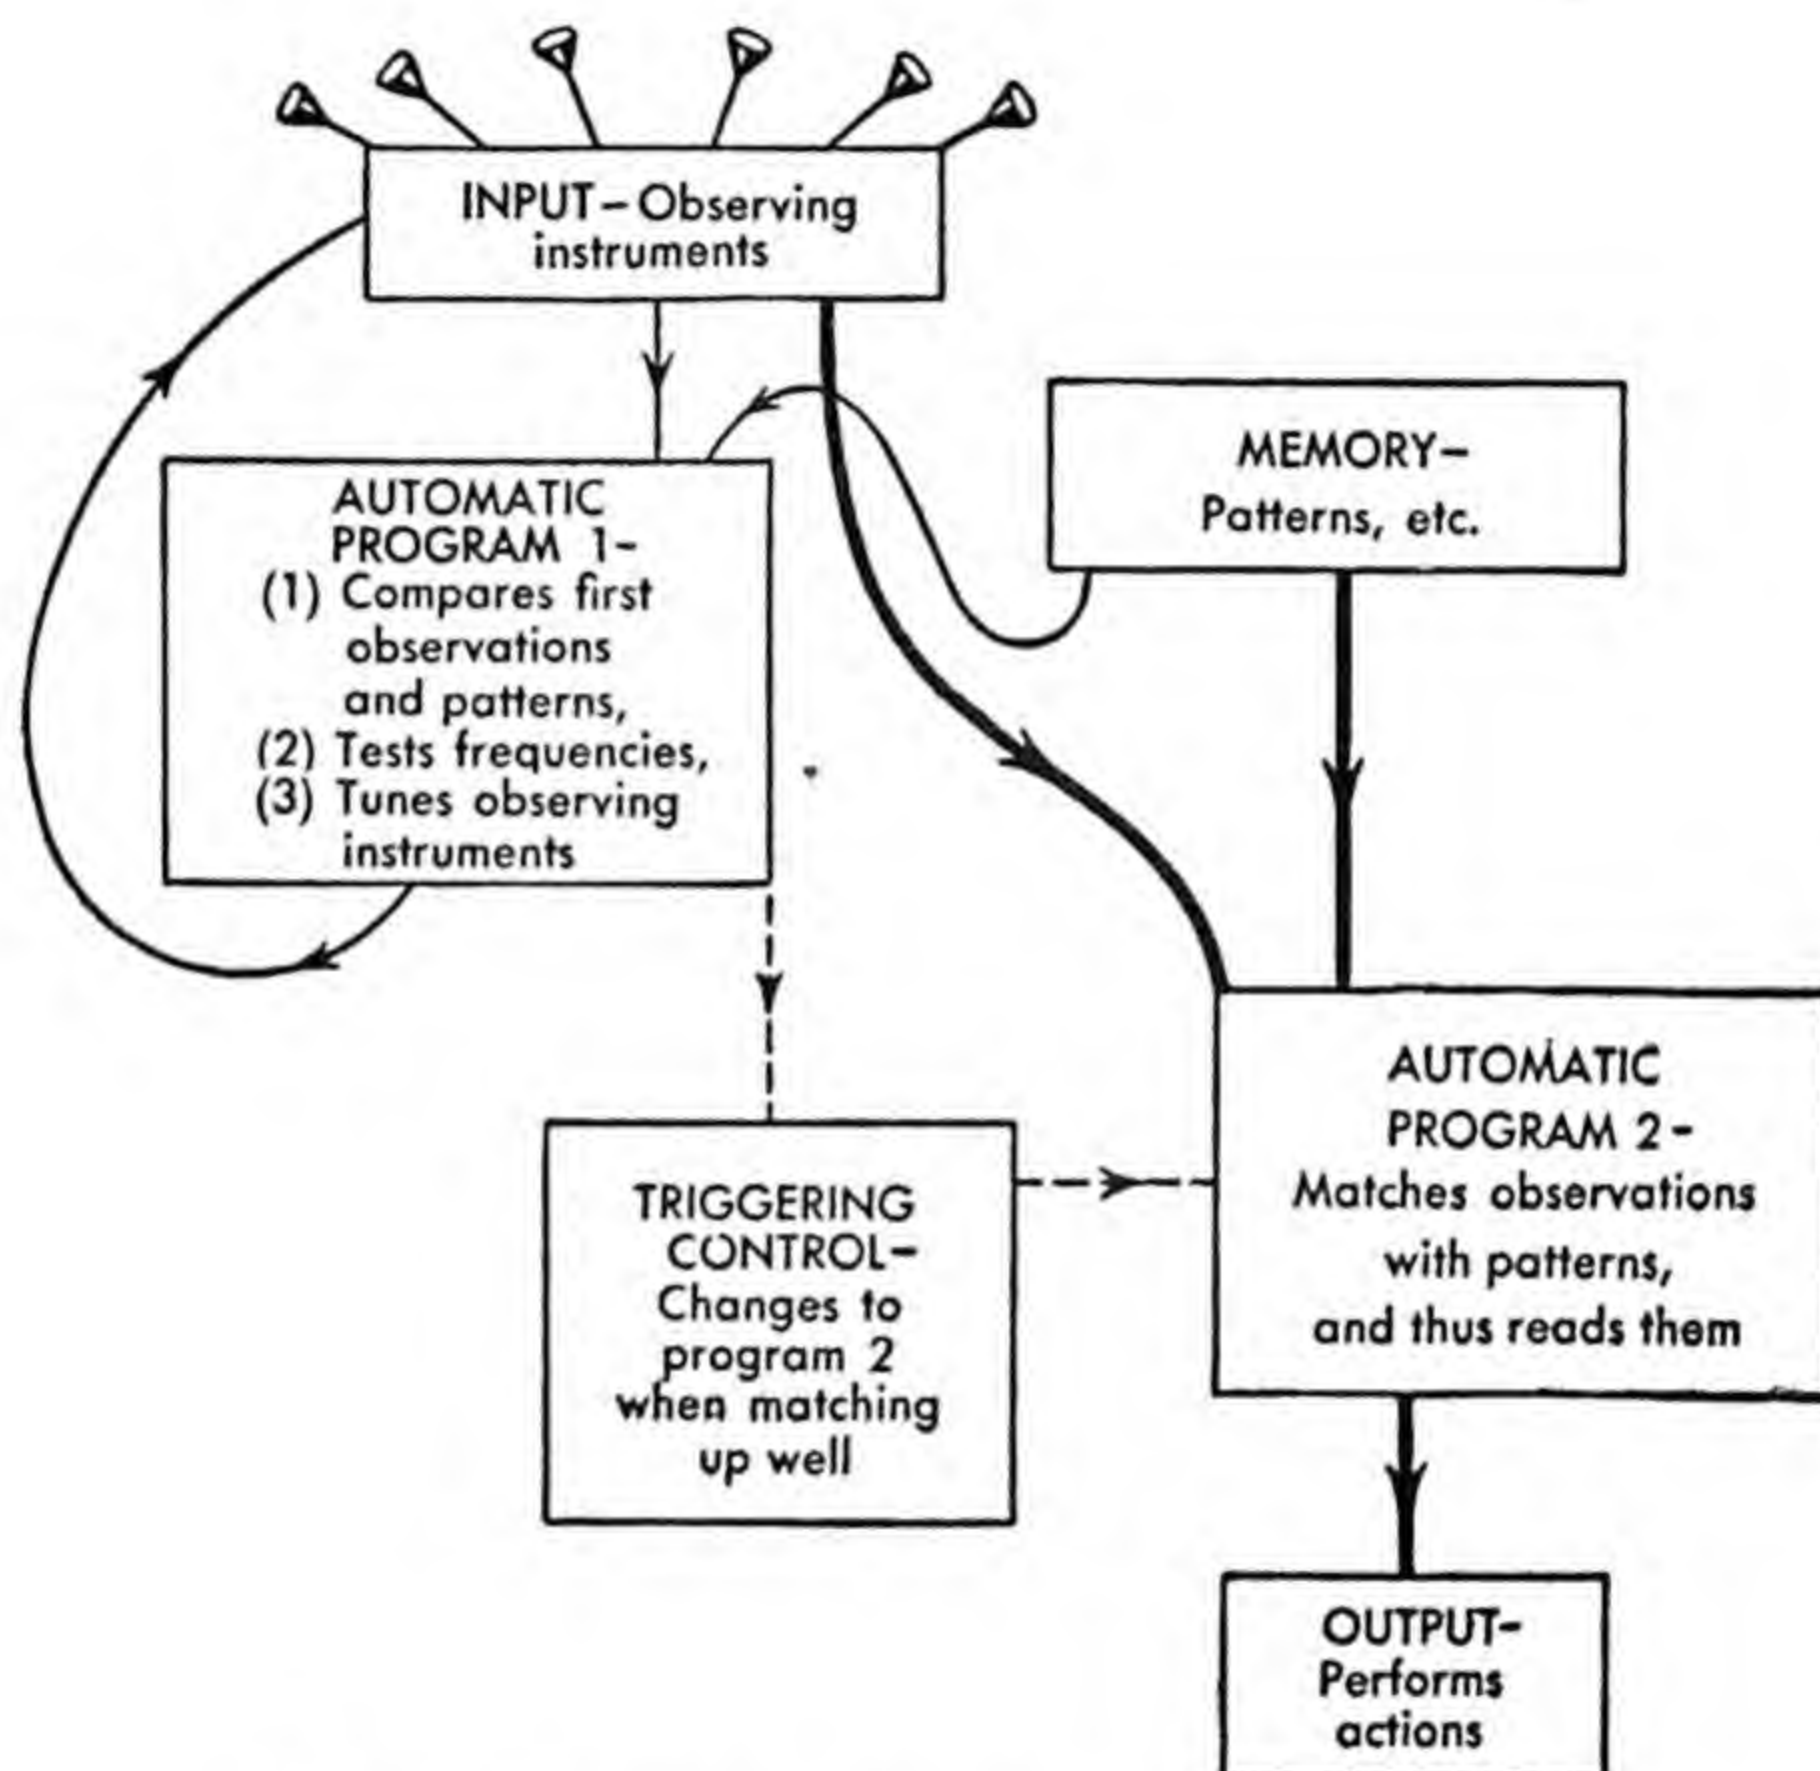 INPUT–Observing
instruments
MEMORY–
Patterns, etc.
AUTOMATIC
PROGRAM 1–
(1) Compares first
observations
and patterns,
(2) Tests frequencies,
(3) Tunes observing
instruments
AUTOMATIC
PROGRAM 2–
Matches observations
with patterns,
and thus reads them
TRIGGERING
CONTROL–
Changes to
program 2
when matching
up well
OUTPUT–
Performs
actions